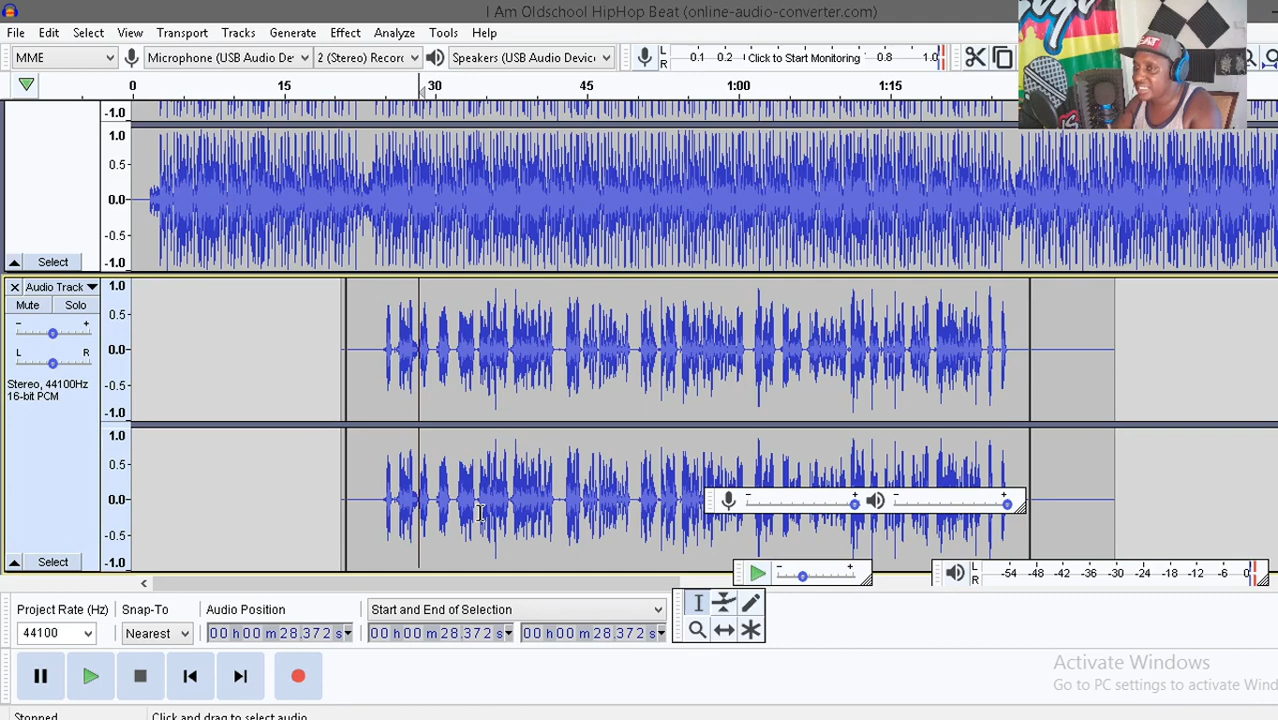 I Am Oldschool HipHop Beat (online-audio-converter.com)
File Edit Select View Transport Tracks Generate Effect Analyze Tools Help
MME Microphone (USB Audio De 2 (Stereo) Recor Speakers (USB Audio Device L R 0.1 0.2 Click to Start Monitoring 0.8 1.0
0 15 30 45 1:00 1:15
BEAT
-1.0 -1.0
1.0
0.5
0.0
-0.5
Select -1.0
Audio Track 1.0
Mute Solo
0.5
- +
L R 0.0
Stereo, 44100Hz
16-bit PCM
-0.5
-1.0
1.0
0.5
0.0
- + - +
-0.5
Select -1.0
- + L R -54 -48 -42 -36 -30 -24 -18 -12 -6 0
Project Rate (Hz) Snap-To Audio Position Start and End of Selection
44100 Nearest 00 h 00 m 28.372 s 00 h 00 m 28.372 s 00 h 00 m 28.372 s
Activate Windows
Go to PC settings to activate Wind
Stopped. Click and drag to select audio